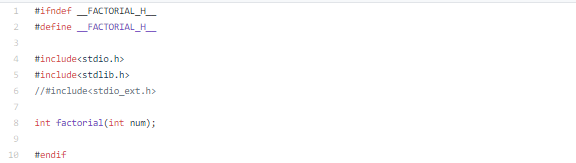 1 #ifndef __FACTORIAL_H__
2 #define __FACTORIAL_H__
3
4 #include<stdio.h>
5 #include<stdlib.h>
6 //#include<stdio_ext.h>
7
8 int factorial(int num);
9
10 #endif